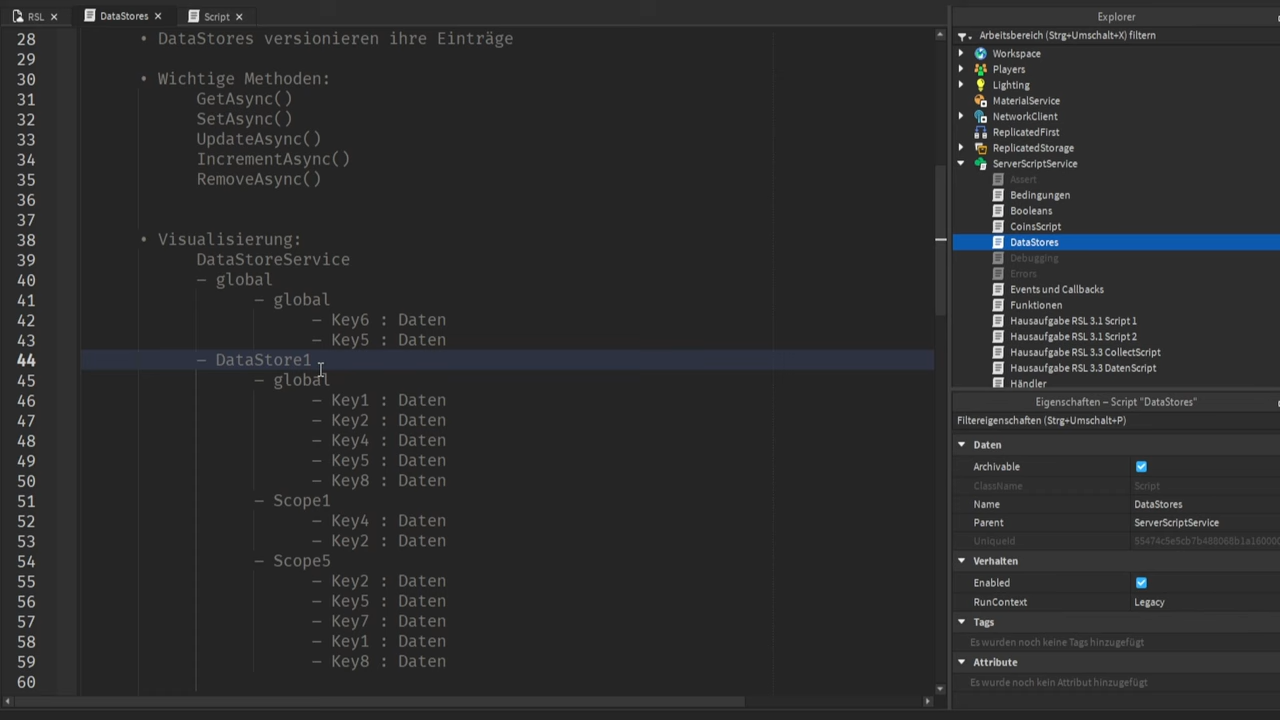 RSL
DataStores
Script
28 • DataStores versionieren ihre Einträge
29
30 • Wichtige Methoden:
31 GetAsync()
32 SetAsync()
33 UpdateAsync()
34 IncrementAsync()
35 RemoveAsync()
36
37
38 • Visualisierung:
39 DataStoreService
40 – global
41 – global
42 – Key6 : Daten
43 – Key5 : Daten
44 – DataStore1
45 – global
46 – Key1 : Daten
47 – Key2 : Daten
48 – Key4 : Daten
49 – Key5 : Daten
50 – Key8 : Daten
51 – Scope1
52 – Key4 : Daten
53 – Key2 : Daten
54 – Scope5
55 – Key2 : Daten
56 – Key5 : Daten
57 – Key7 : Daten
58 – Key1 : Daten
59 – Key8 : Daten
60
Explorer
Arbeitsbereich (Strg+Umschalt+X) filtern
Workspace
Players
Lighting
MaterialService
NetworkClient
ReplicatedFirst
ReplicatedStorage
ServerScriptService
Assert
Bedingungen
Booleans
CoinsScript
DataStores
Debugging
Errors
Events und Callbacks
Funktionen
Hausaufgabe RSL 3.1 Script 1
Hausaufgabe RSL 3.1 Script 2
Hausaufgabe RSL 3.3 CollectScript
Hausaufgabe RSL 3.3 DatenScript
Händler
Eigenschaften – Script "DataStores"
Filtereigenschaften (Strg+Umschalt+P)
Daten
Archivable
ClassName Script
Name DataStores
Parent ServerScriptService
UniqueId
Verhalten
Enabled
RunContext Legacy
Tags
Es wurden noch keine Tags hinzugefügt
Attribute
Es wurde noch kein Attribut hinzugefügt